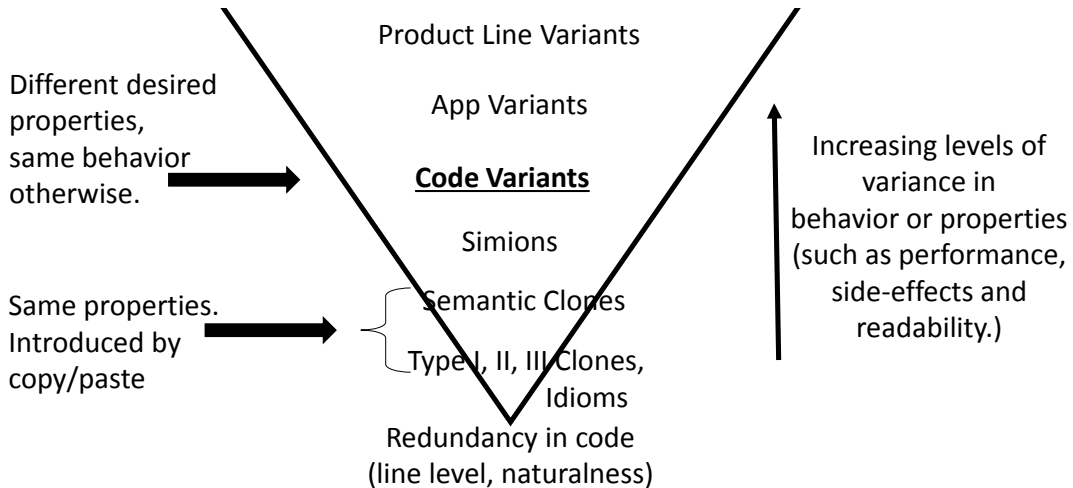 Product Line Variants
App Variants
Code Variants
Simions
Semantic Clones
Type I, II, III Clones,
Idioms
Redundancy in code
(line level, naturalness)
Different desired
properties,
same behavior
otherwise.
Same properties.
Introduced by
copy/paste
Increasing levels of
variance in
behavior or properties
(such as performance,
side-effects and
readability.)